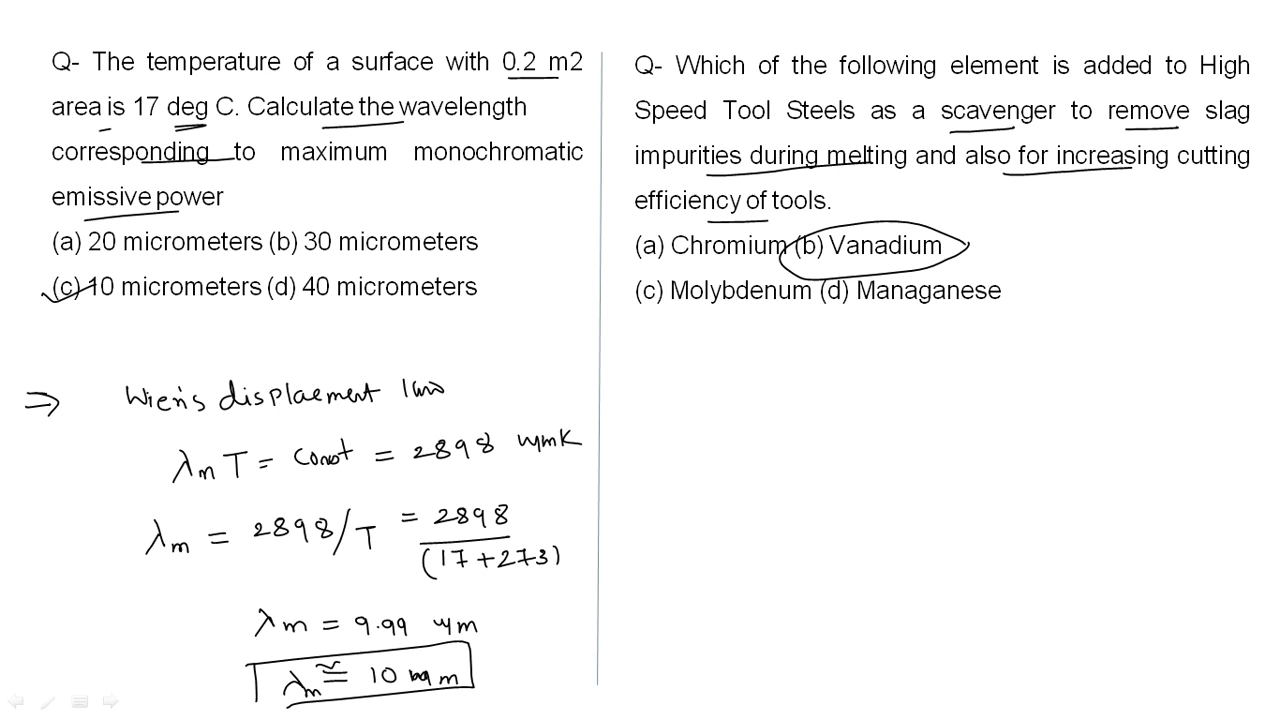 Q- The temperature of a surface with 0.2 m2
area is 17 deg C. Calculate the wavelength
corresponding to maximum monochromatic
emissive power
(a) 20 micrometers (b) 30 micrometers
(c) 10 micrometers (d) 40 micrometers
⇒ Wien's displaement law
λm T = const = 2898 μmK
λm = 2898/T = 2898
(17+273)
λm = 9.99 μm
λm ≅ 10 μm
Q- Which of the following element is added to High
Speed Tool Steels as a scavenger to remove slag
impurities during melting and also for increasing cutting
efficiency of tools.
(a) Chromium (b) Vanadium
(c) Molybdenum (d) Managanese